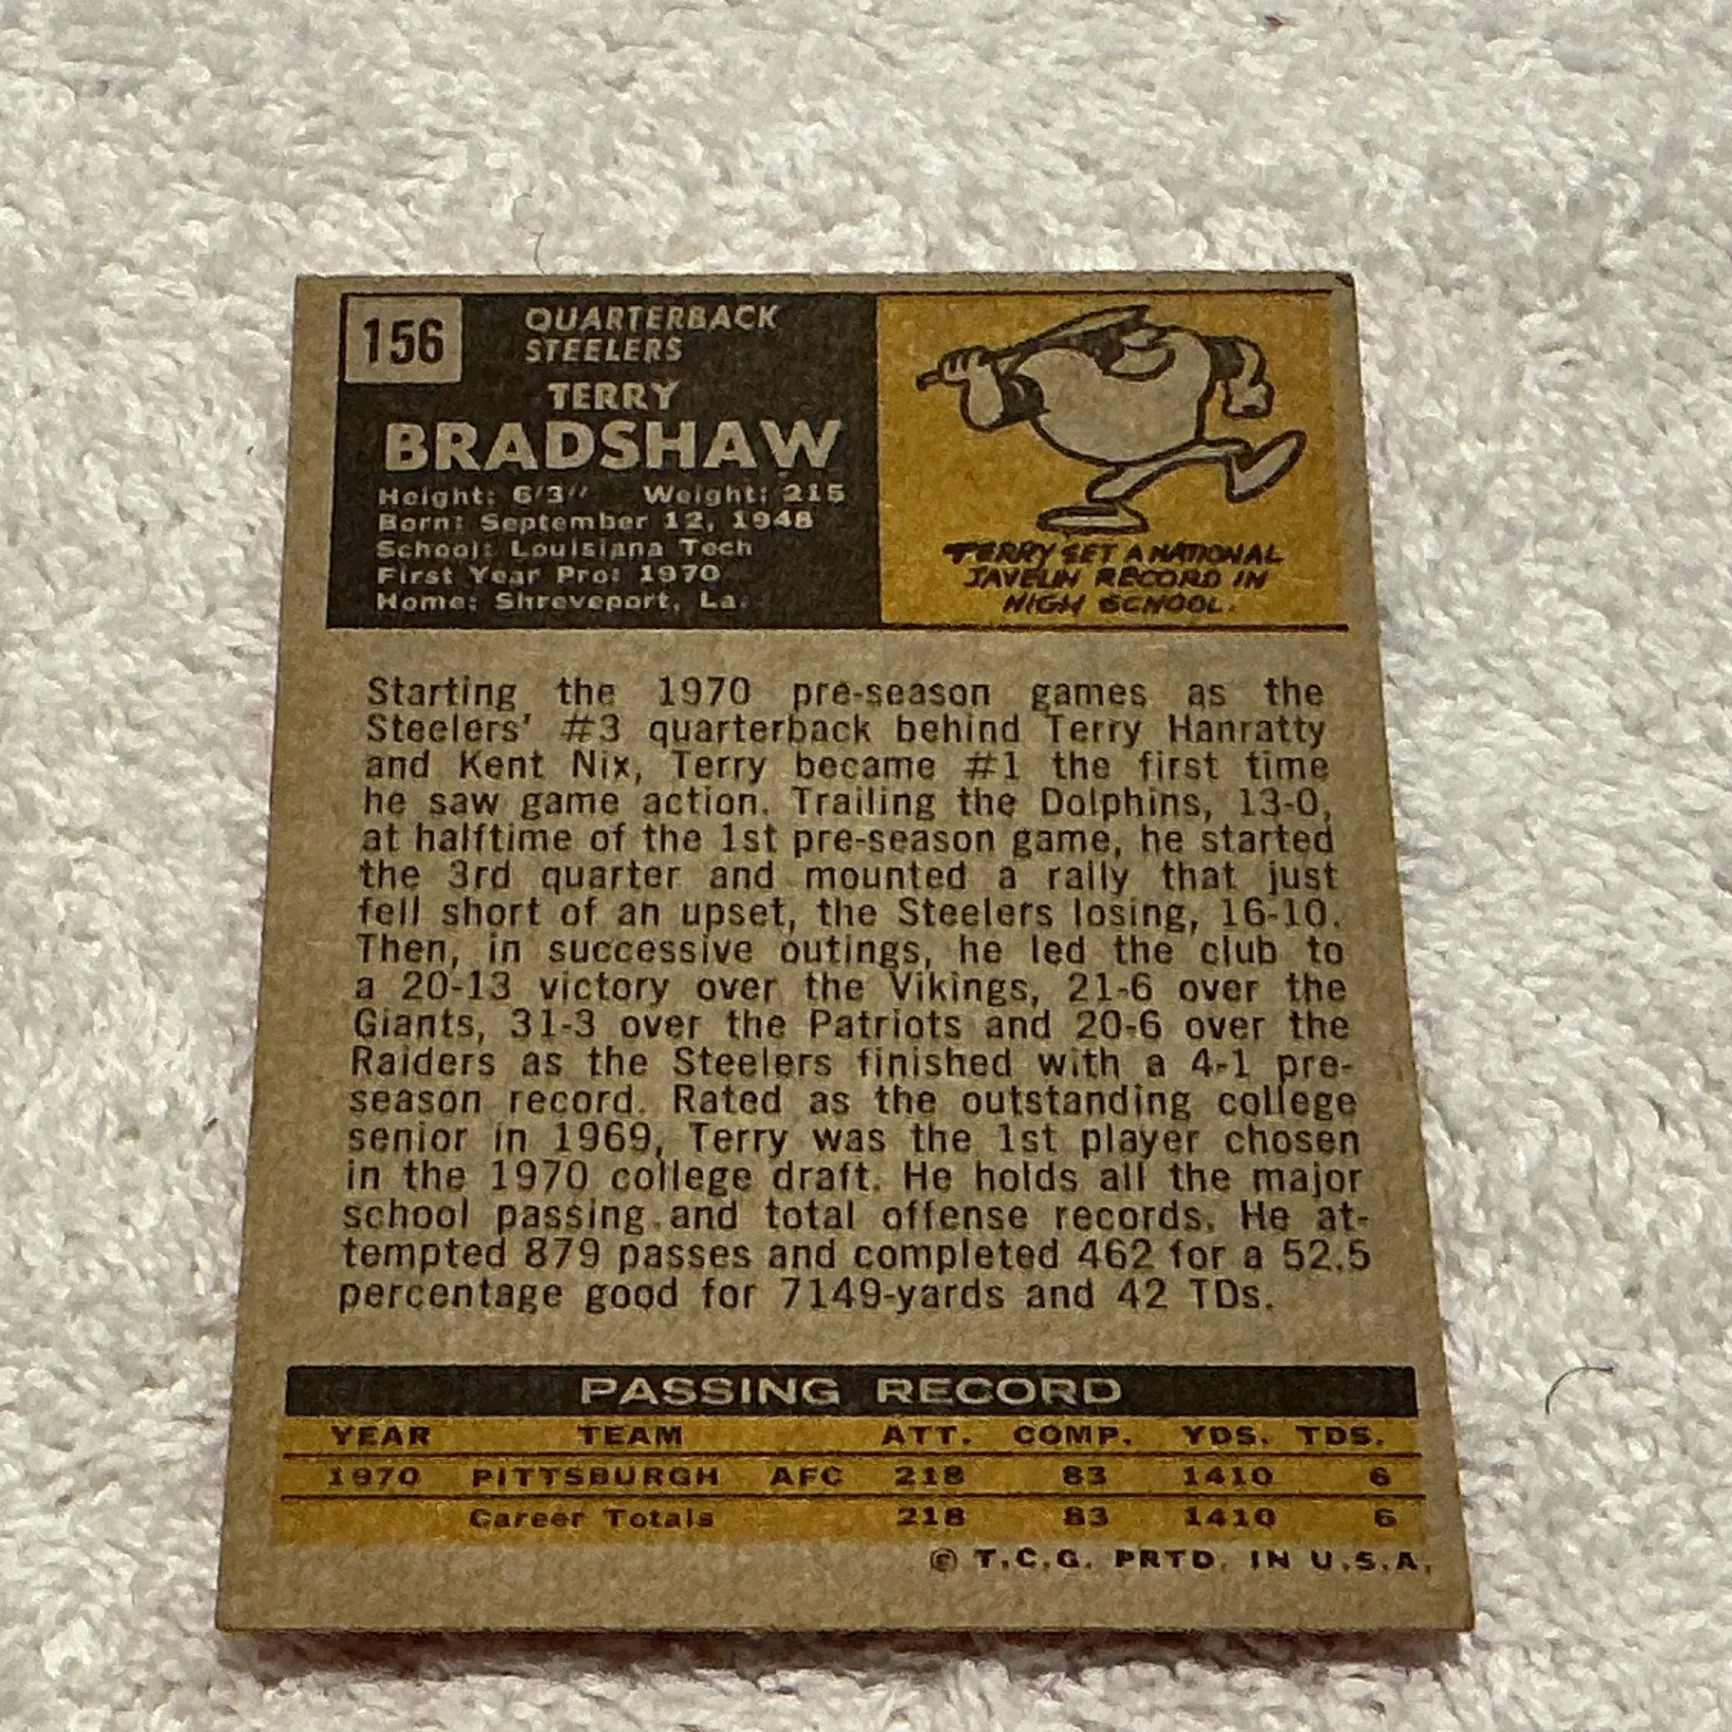 156
QUARTERBACK
STEELERS
TERRY
BRADSHAW
Height: 6'3" Weight: 215
Born: September 12, 1948
School: Louisiana Tech
First Year Pro: 1970
Home: Shreveport, La.
TERRY SET A NATIONAL
JAVELIN RECORD IN
HIGH SCHOOL.
Starting the 1970 pre-season games as the
Steelers' #3 quarterback behind Terry Hanratty
and Kent Nix, Terry became #1 the first time
he saw game action. Trailing the Dolphins, 13-0,
at halftime of the 1st pre-season game, he started
the 3rd quarter and mounted a rally that just
fell short of an upset, the Steelers losing, 16-10.
Then, in successive outings, he led the club to
a 20-13 victory over the Vikings, 21-6 over the
Giants, 31-3 over the Patriots and 20-6 over the
Raiders as the Steelers finished with a 4-1 pre-
season record. Rated as the outstanding college
senior in 1969, Terry was the 1st player chosen
in the 1970 college draft. He holds all the major
school passing and total offense records. He at-
tempted 879 passes and completed 462 for a 52.5
percentage good for 7149-yards and 42 TDs.
PASSING RECORD
YEAR TEAM ATT. COMP. YDS. TDS.
1970 PITTSBURGH AFC 218 83 1410 6
Career Totals 218 83 1410 6
© T.C.G. PRTD. IN U.S.A.